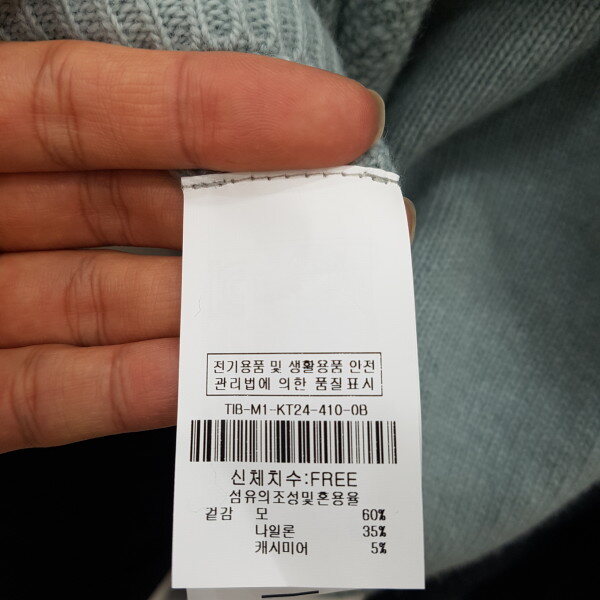 전기용품 및 생활용품 안전
관리법에 의한 품질표시
TIB-M1-KT24-410-0B
신체치수:FREE
섬유의조성및혼용율
겉감 모 60%
나일론 35%
캐시미어 5%